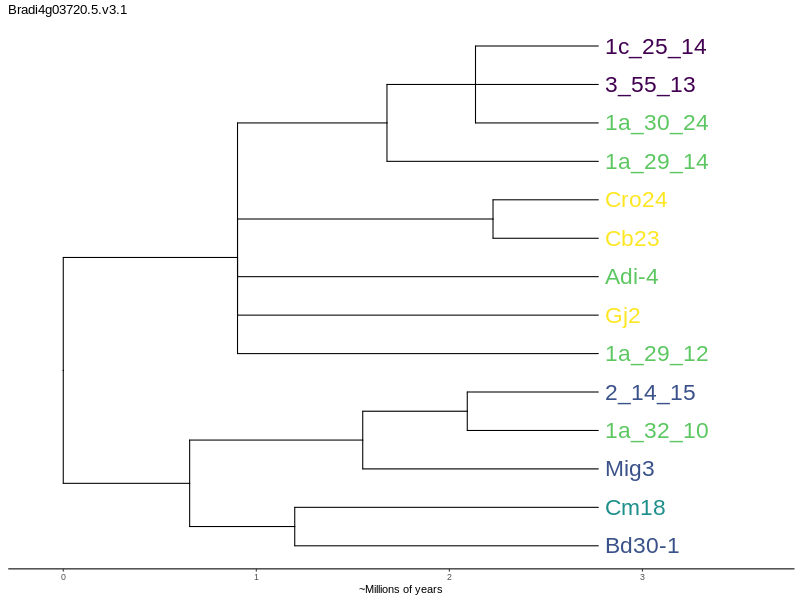 Bradi4g03720.5.v3.1
1c_25_14
3_55_13
1a_30_24
1a_29_14
Cro24
Cb23
Adi-4
Gj2
1a_29_12
2_14_15
1a_32_10
Mig3
Cm18
Bd30-1
0 1 2 3
~Millions of years